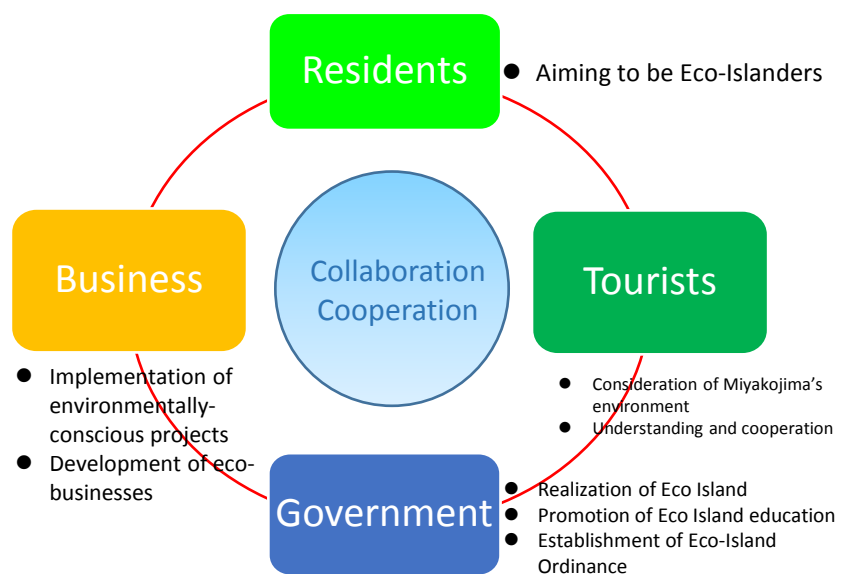 Residents
● Aiming to be Eco-Islanders
Business
Collaboration
Cooperation
Tourists
● Implementation of
environmentally-
conscious projects
● Development of eco-
businesses
● Consideration of Miyakojima's
environment
● Understanding and cooperation
Government
● Realization of Eco Island
● Promotion of Eco Island education
● Establishment of Eco-Island
Ordinance